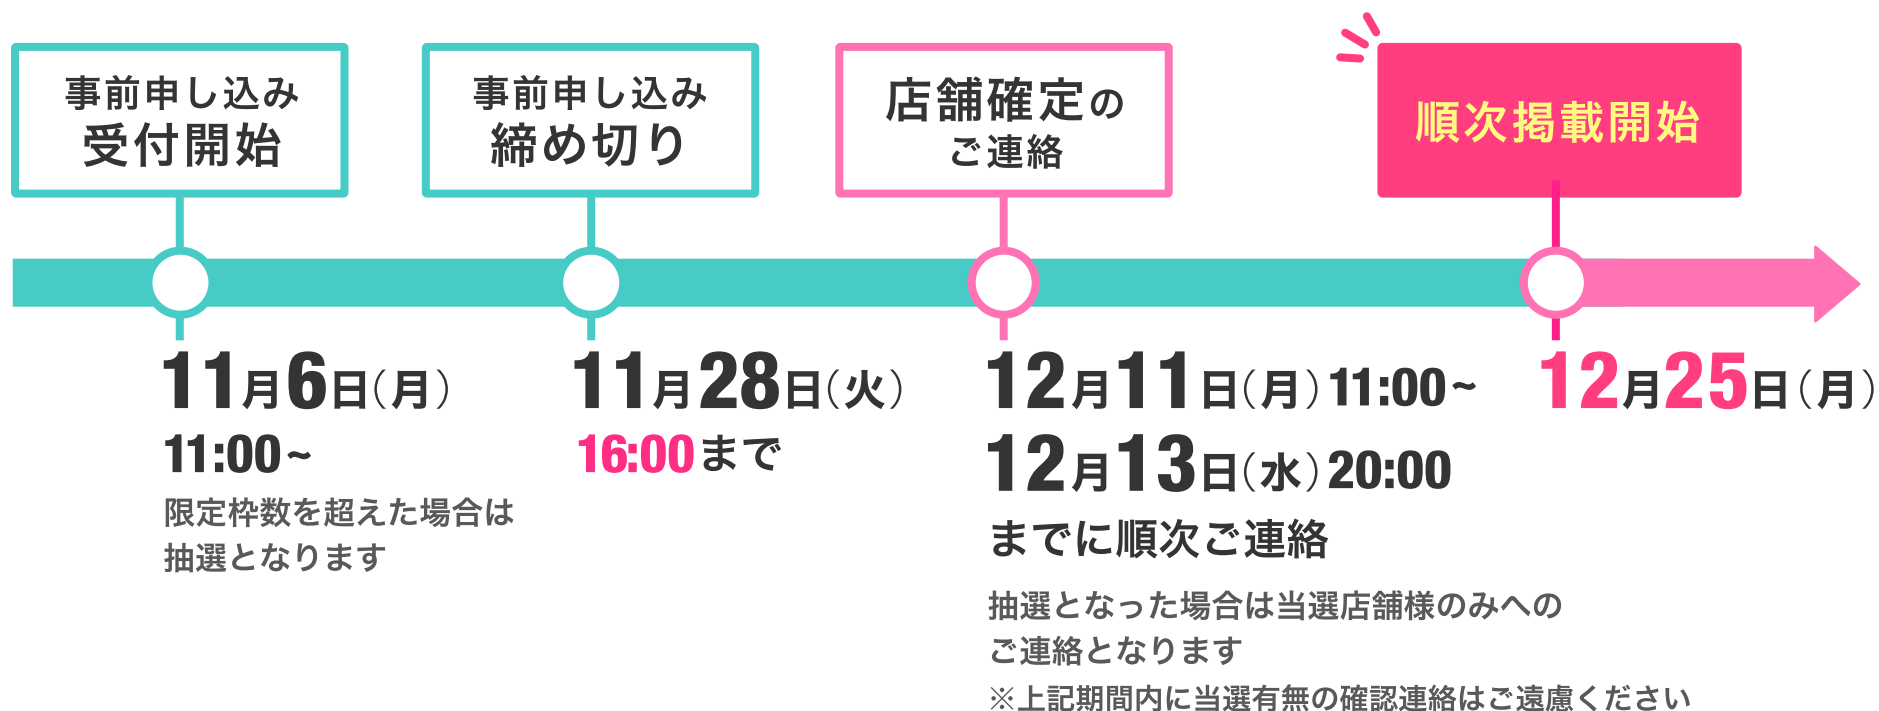 事前申し込み
受付開始
事前申し込み
締め切り
店舗確定の
ご連絡
順次掲載開始
11月6日（月）
11:00~
限定枠数を超えた場合は
抽選となります
11月28日（火）
16:00まで
12月11日（月）11:00~
12月13日（水）20:00
までに順次ご連絡
抽選となった場合は当選店舗様のみへの
ご連絡となります
※上記期間内に当選有無の確認連絡はご遠慮ください
12月25日（月）